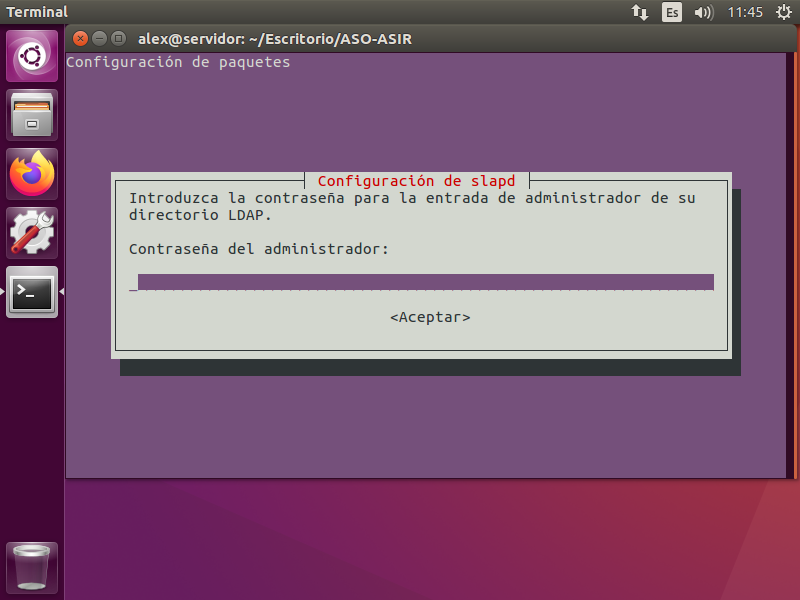 Terminal
Es
11:45
alex@servidor: ~/Escritorio/ASO-ASIR
Configuración de paquetes
Configuración de slapd
Introduzca la contraseña para la entrada de administrador de su
directorio LDAP.
Contraseña del administrador:
<Aceptar>